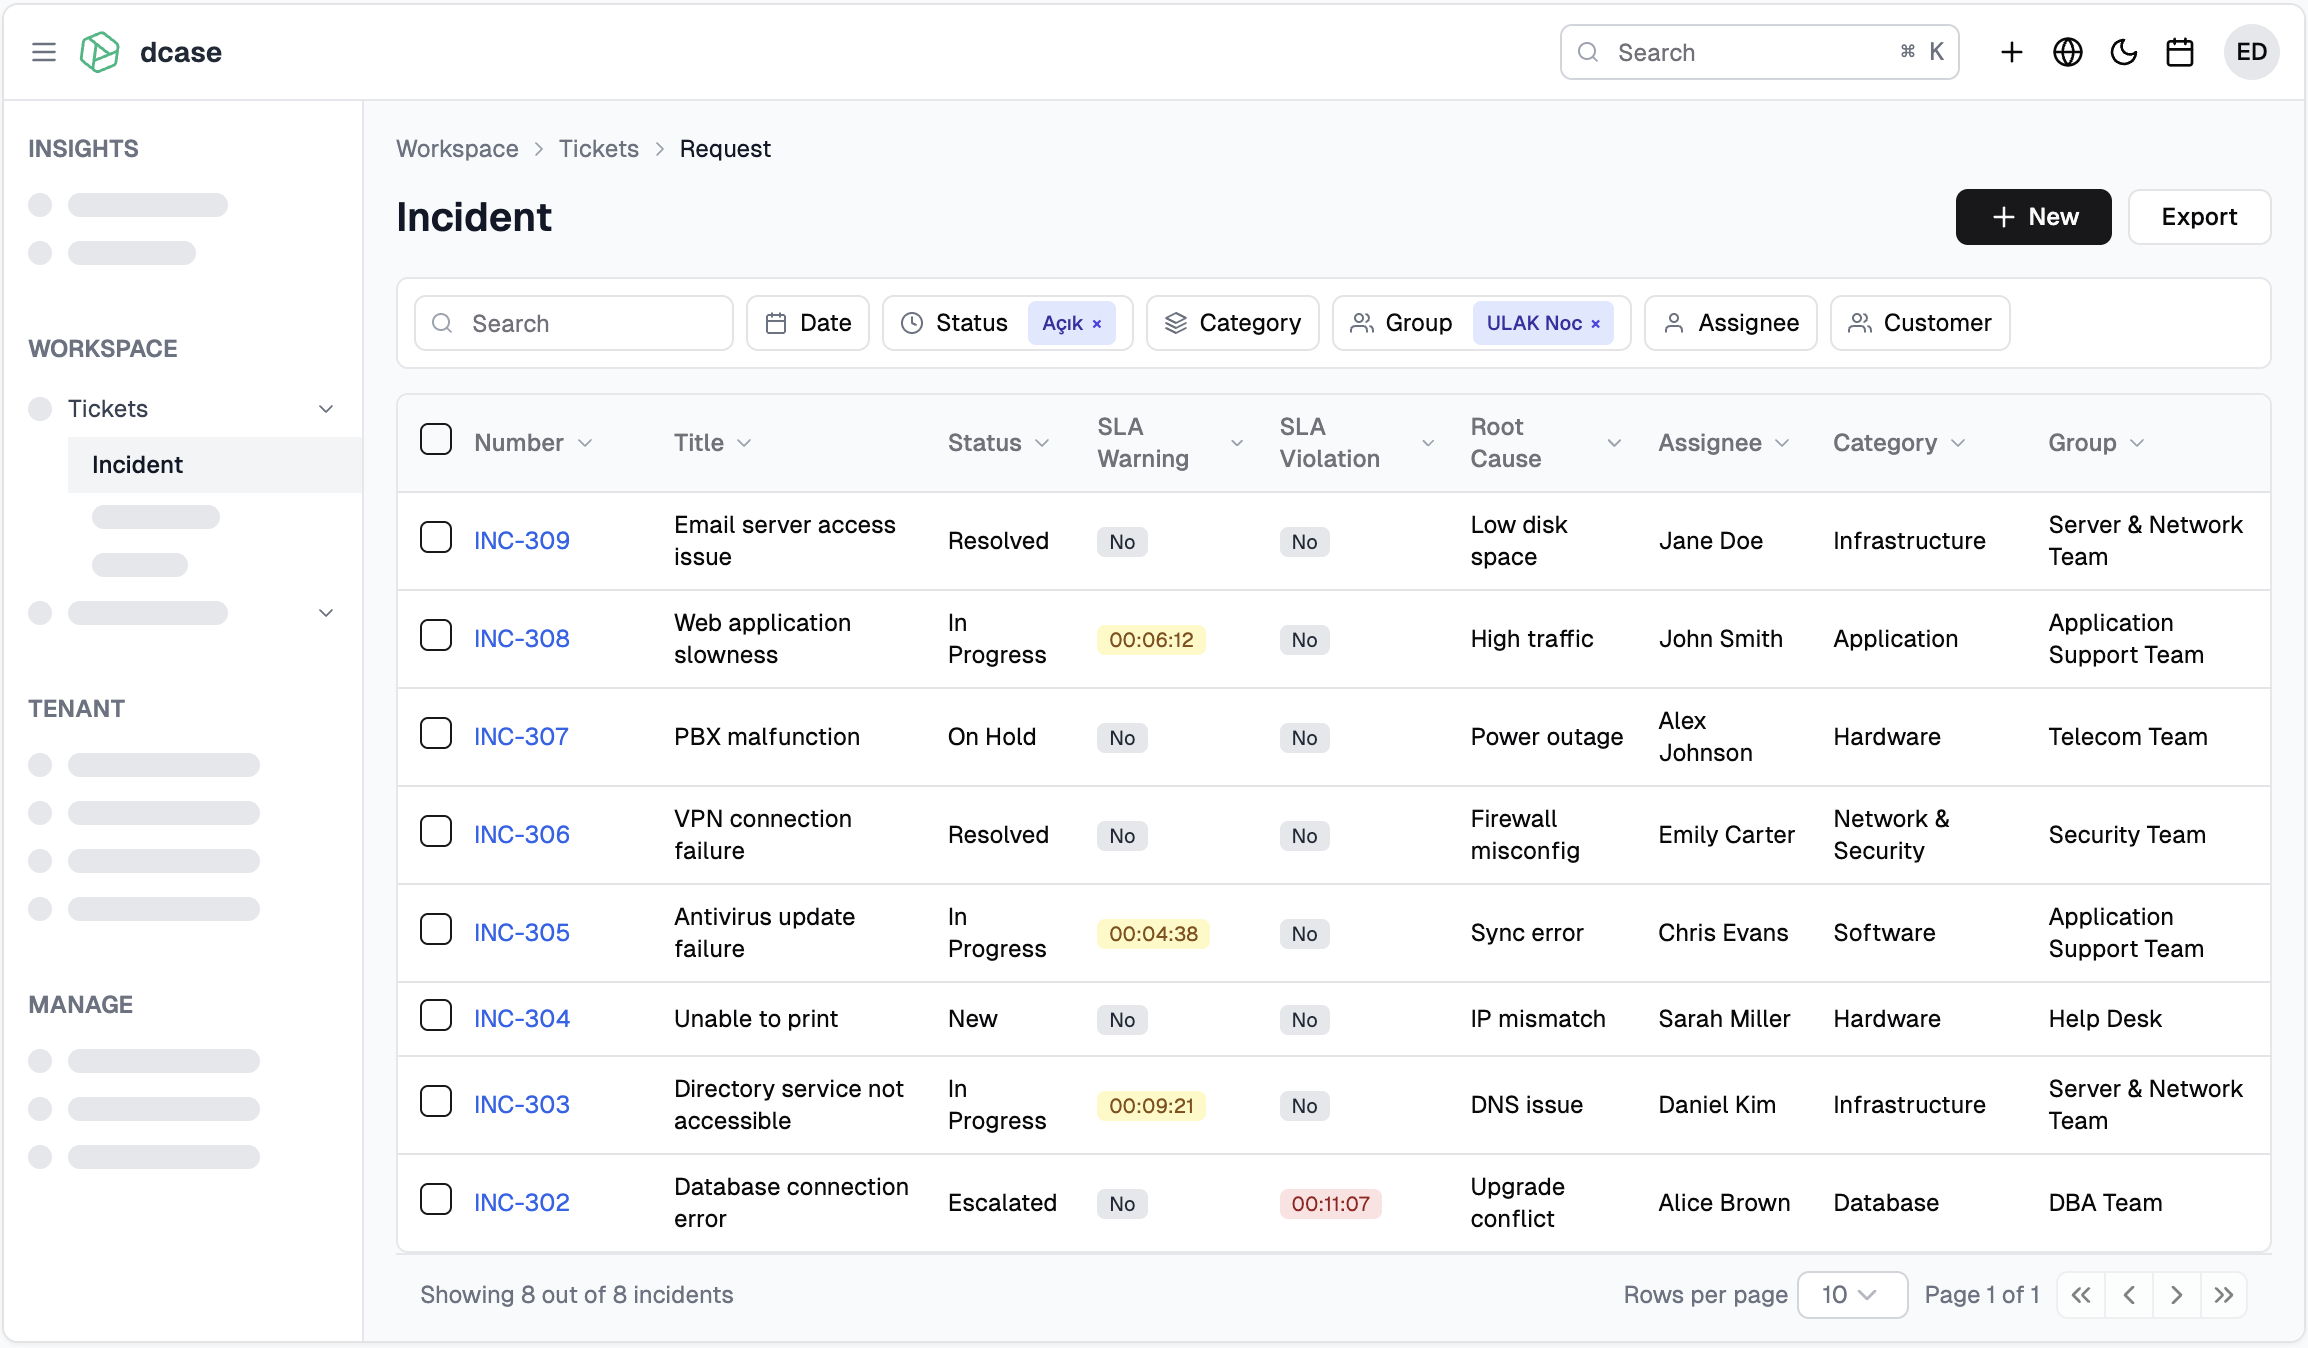 dcase
Search ⌘ K
ED
INSIGHTS
WORKSPACE
Tickets
Incident
TENANT
MANAGE
Workspace > Tickets > Request
Incident
+ New
Export
Search
Date
Status Açık ×
Category
Group ULAK Noc ×
Assignee
Customer
Number Title Status SLA Warning SLA Violation Root Cause Assignee Category Group
INC-309 Email server access issue Resolved No No Low disk space Jane Doe Infrastructure Server & Network Team
INC-308 Web application slowness In Progress 00:06:12 No High traffic John Smith Application Application Support Team
INC-307 PBX malfunction On Hold No No Power outage Alex Johnson Hardware Telecom Team
INC-306 VPN connection failure Resolved No No Firewall misconfig Emily Carter Network & Security Security Team
INC-305 Antivirus update failure In Progress 00:04:38 No Sync error Chris Evans Software Application Support Team
INC-304 Unable to print New No No IP mismatch Sarah Miller Hardware Help Desk
INC-303 Directory service not accessible In Progress 00:09:21 No DNS issue Daniel Kim Infrastructure Server & Network Team
INC-302 Database connection error Escalated No 00:11:07 Upgrade conflict Alice Brown Database DBA Team
Showing 8 out of 8 incidents
Rows per page 10 Page 1 of 1